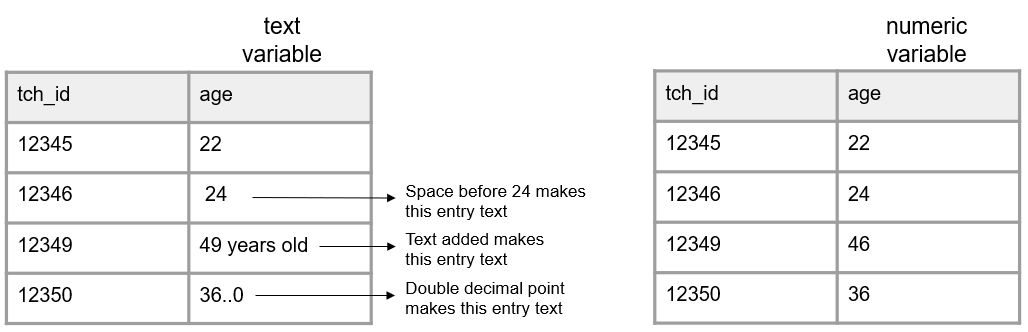 text
variable
tch_id age
12345 22
12346 24
Space before 24 makes
this entry text
12349 49 years old
Text added makes
this entry text
12350 36..0
Double decimal point
makes this entry text
numeric
variable
tch_id age
12345 22
12346 24
12349 46
12350 36